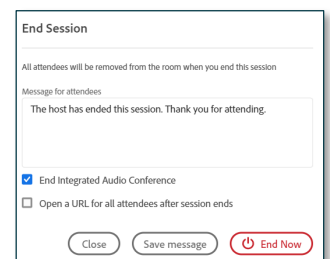 End Session
All attendees will be removed from the room when you end this session
Message for attendees
The host has ended this session. Thank you for attending.
End Integrated Audio Conference
Open a URL for all attendees after session ends
Close Save message End Now